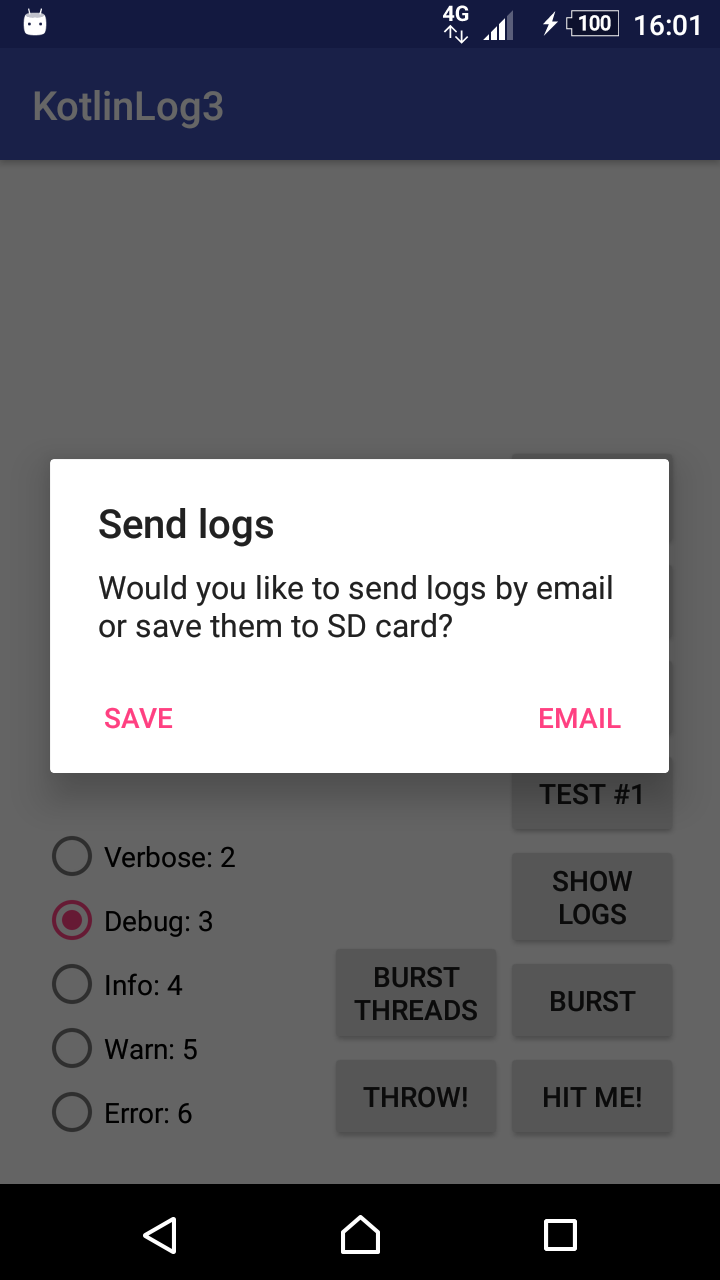 4G
100
16:01
KotlinLog3
Send logs
Would you like to send logs by email
or save them to SD card?
SAVE
EMAIL
TEST #1
Verbose: 2
SHOW
LOGS
Debug: 3
Info: 4
BURST
THREADS
BURST
Warn: 5
Error: 6
THROW!
HIT ME!